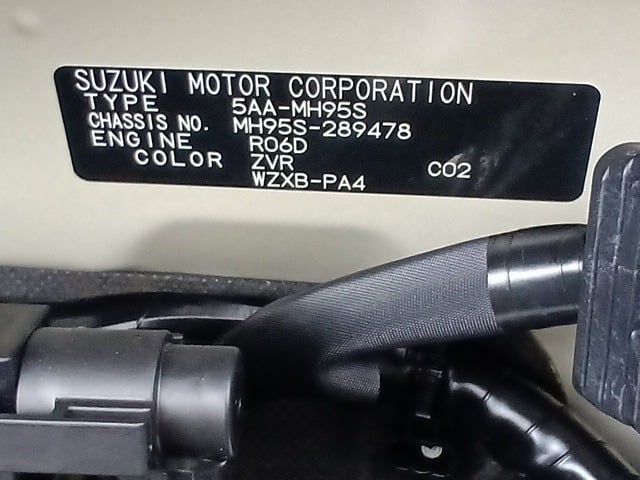 SUZUKI MOTOR CORPORATION
TYPE 5AA-MH95S
CHASSIS NO. MH95S-289478
ENGINE R06D
COLOR ZVR
WZXB-PA4 C02